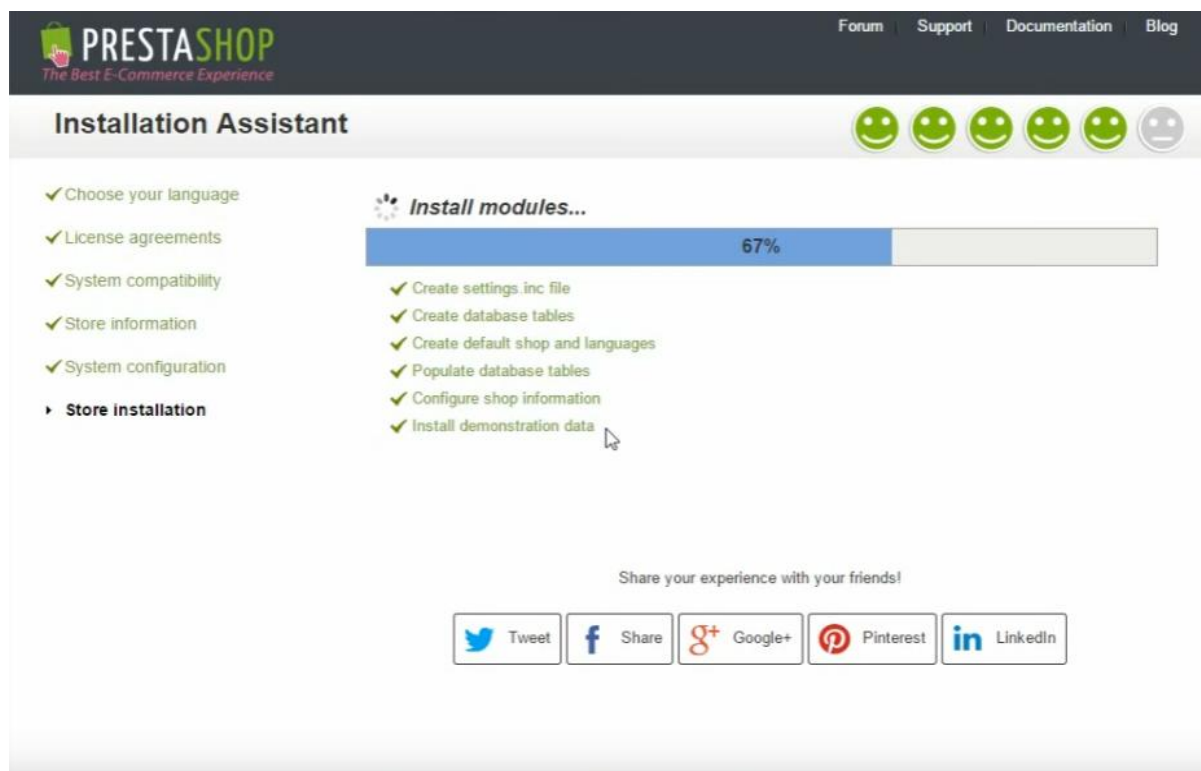 PRESTASHOP
The Best E-Commerce Experience
Forum Support Documentation Blog
Installation Assistant
Choose your language
License agreements
System compatibility
Store information
System configuration
Store installation
Install modules...
67%
Create settings.inc file
Create database tables
Create default shop and languages
Populate database tables
Configure shop information
Install demonstration data
Share your experience with your friends!
Tweet Share Google+ Pinterest LinkedIn